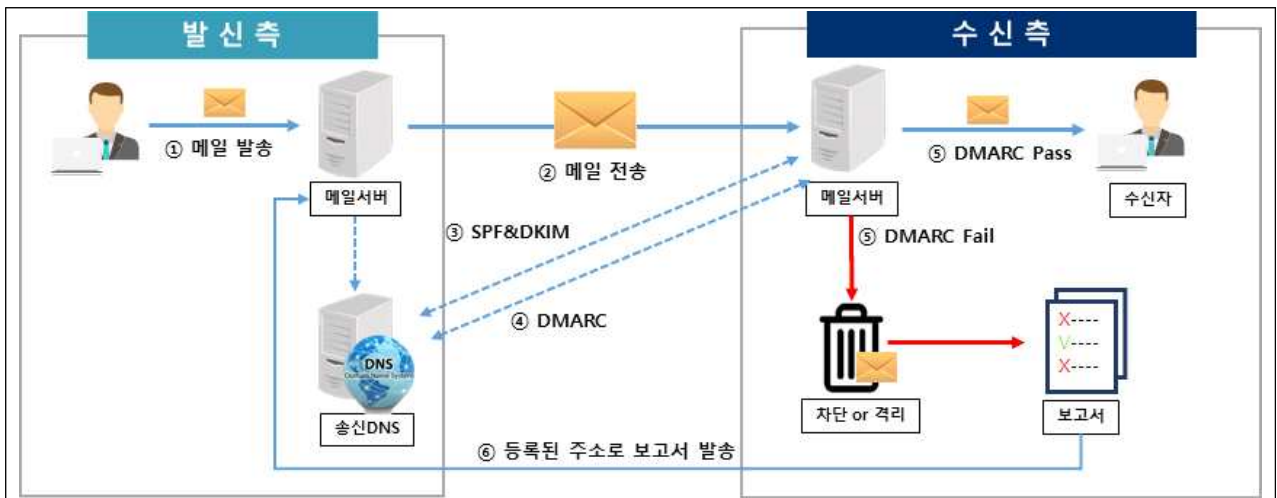 발신측
수신측
① 메일 발송
② 메일 전송
⑤ DMARC Pass
메일서버
메일서버
수신자
③ SPF&DKIM
⑤ DMARC Fail
④ DMARC
DNS
Domain Name System
X----
V----
X----
송신DNS
차단 or 격리
보고서
⑥ 등록된 주소로 보고서 발송